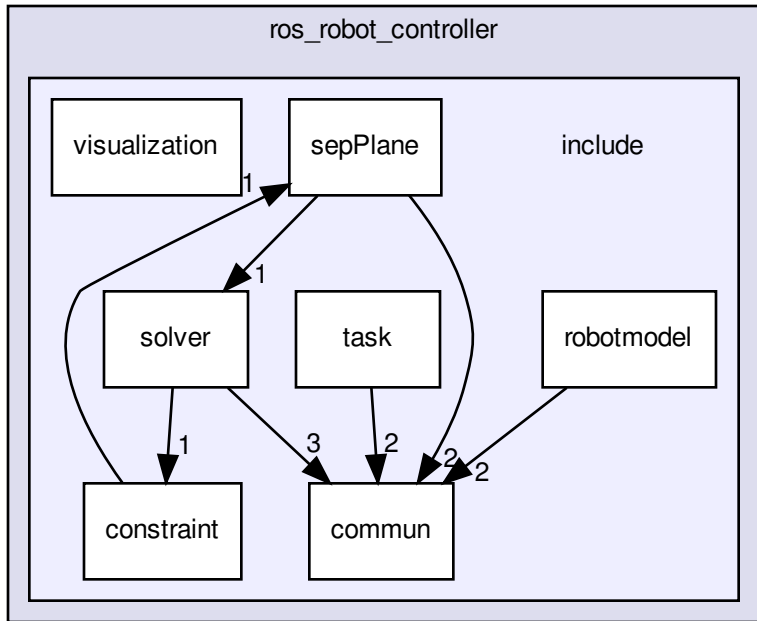 ros_robot_controller
visualization
sepPlane
include
1
1
solver
task
robotmodel
1
3
2
2
2
constraint
commun